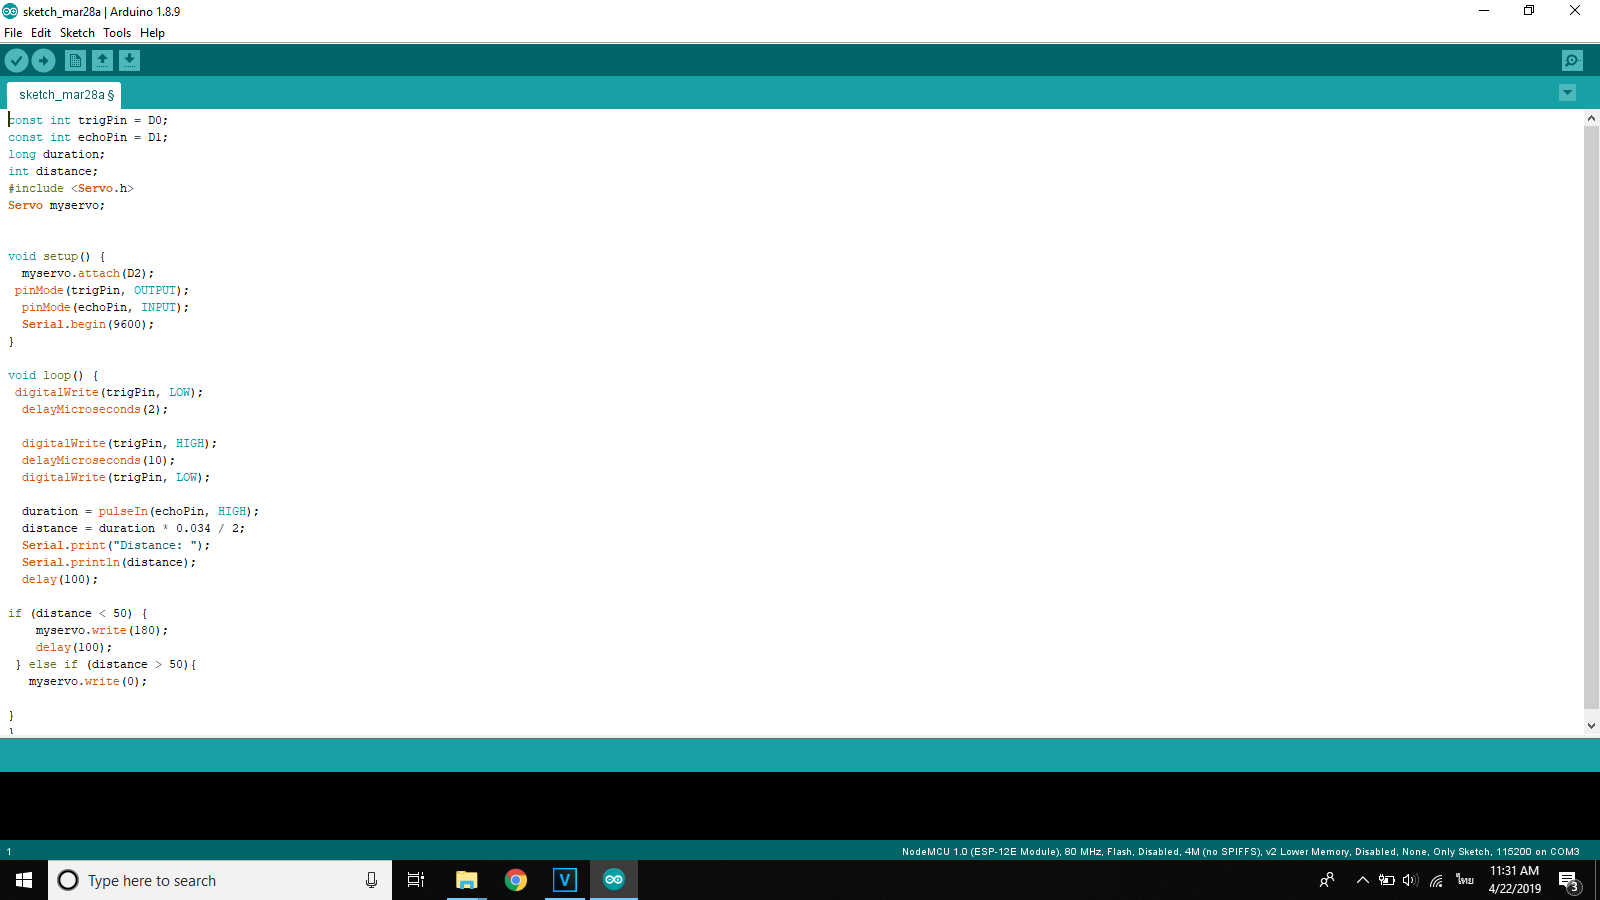 sketch_mar28a | Arduino 1.8.9
File Edit Sketch Tools Help
sketch_mar28a §
const int trigPin = D0;
const int echoPin = D1;
long duration;
int distance;
#include <Servo.h>
Servo myservo;
void setup() {
myservo.attach(D2);
pinMode(trigPin, OUTPUT);
pinMode(echoPin, INPUT);
Serial.begin(9600);
}
void loop() {
digitalWrite(trigPin, LOW);
delayMicroseconds(2);
digitalWrite(trigPin, HIGH);
delayMicroseconds(10);
digitalWrite(trigPin, LOW);
duration = pulseIn(echoPin, HIGH);
distance = duration * 0.034 / 2;
Serial.print("Distance: ");
Serial.println(distance);
delay(100);
if (distance < 50) {
myservo.write(180);
delay(100);
} else if (distance > 50){
myservo.write(0);
}
}
1
NodeMCU 1.0 (ESP-12E Module), 80 MHz, Flash, Disabled, 4M (no SPIFFS), v2 Lower Memory, Disabled, None, Only Sketch, 115200 on COM3
Type here to search
V
ไทย
11:31 AM
4/22/2019
3